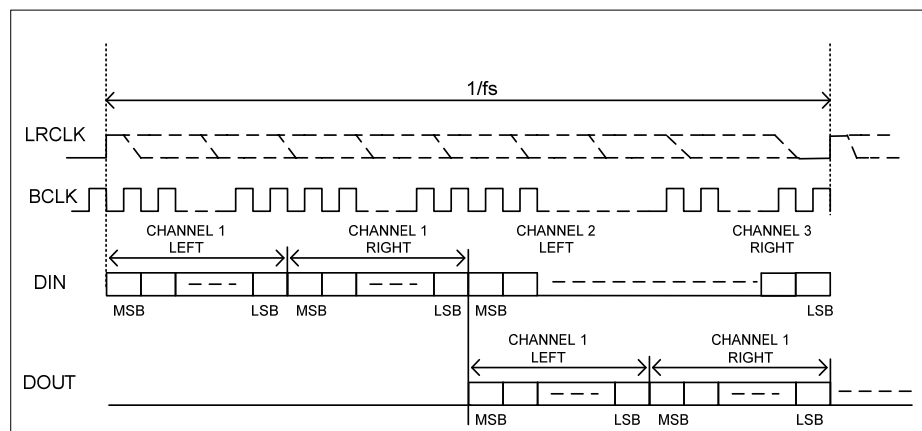 1/fs
LRCLK
BCLK
CHANNEL 1
LEFT
CHANNEL 1
RIGHT
CHANNEL 2
LEFT
CHANNEL 3
RIGHT
DIN
MSB LSB MSB LSB MSB LSB
CHANNEL 1
LEFT
CHANNEL 1
RIGHT
DOUT
MSB LSB MSB LSB